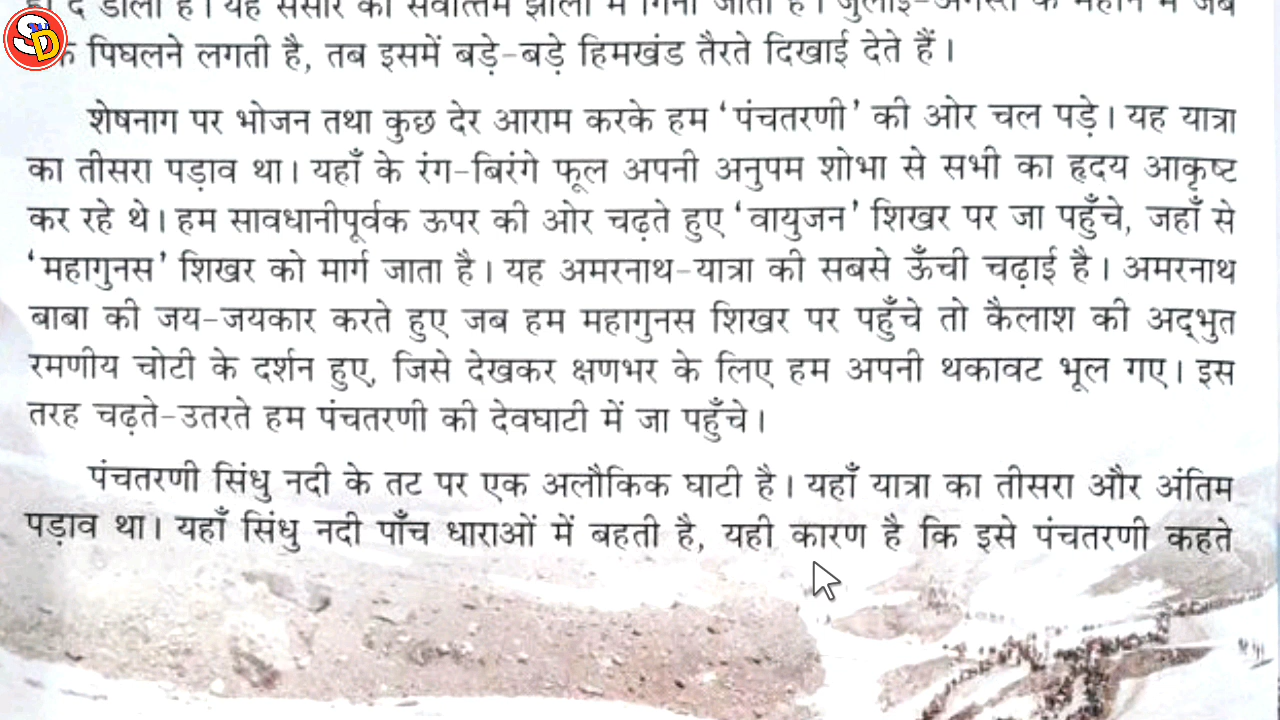 संसार की सर्वोत्तम झीलों में गिना जाता है। जुलाई-अगस्त के महीने में जब
पिघलने लगती है, तब इसमें बड़े-बड़े हिमखंड तैरते दिखाई देते हैं।
शेषनाग पर भोजन तथा कुछ देर आराम करके हम ‘पंचतरणी’ की ओर चल पड़े। यह यात्रा
का तीसरा पड़ाव था। यहाँ के रंग-बिरंगे फूल अपनी अनुपम शोभा से सभी का हृदय आकृष्ट
कर रहे थे। हम सावधानीपूर्वक ऊपर की ओर चढ़ते हुए ‘वायुजन’ शिखर पर जा पहुँचे, जहाँ से
‘महागुनस’ शिखर को मार्ग जाता है। यह अमरनाथ-यात्रा की सबसे ऊँची चढ़ाई है। अमरनाथ
बाबा की जय-जयकार करते हुए जब हम महागुनस शिखर पर पहुँचे तो कैलाश की अद्‌भुत
रमणीय चोटी के दर्शन हुए, जिसे देखकर क्षणभर के लिए हम अपनी थकावट भूल गए। इस
तरह चढ़ते-उतरते हम पंचतरणी की देवघाटी में जा पहुँचे।
पंचतरणी सिंधु नदी के तट पर एक अलौकिक घाटी है। यहाँ यात्रा का तीसरा और अंतिम
पड़ाव था। यहाँ सिंधु नदी पाँच धाराओं में बहती है, यही कारण है कि इसे पंचतरणी कहते